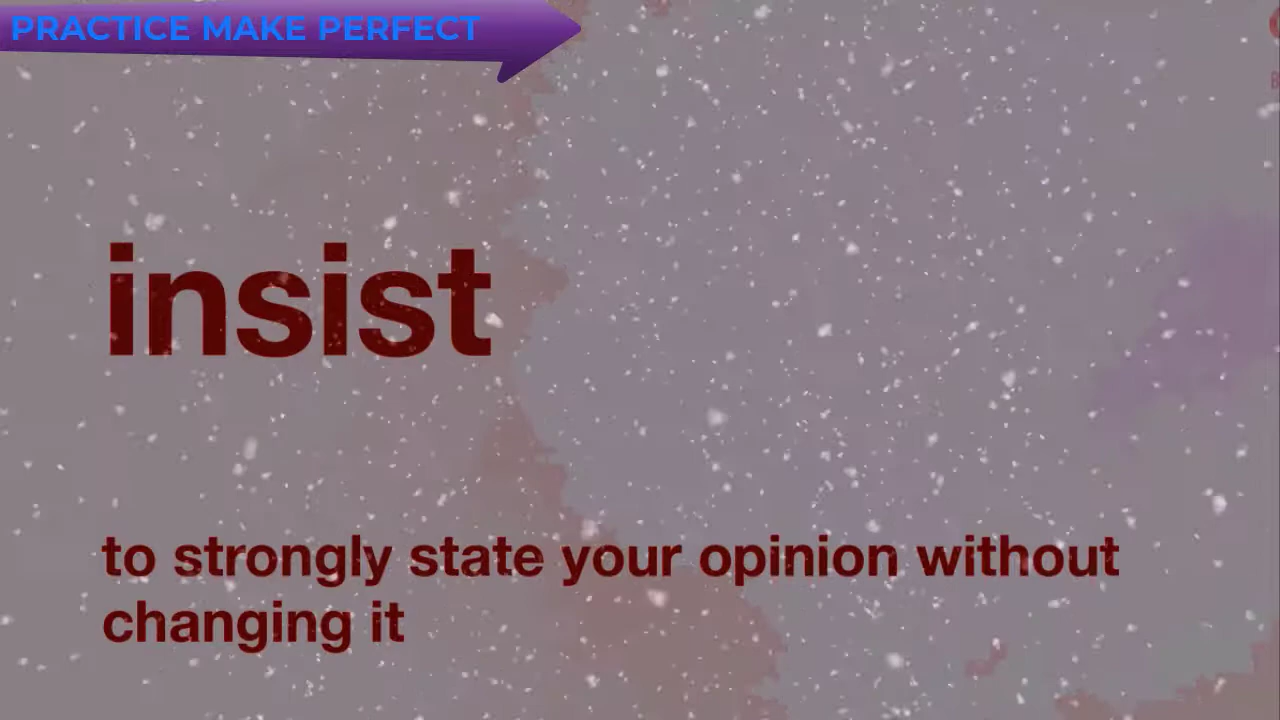 PRACTICE MAKE PERFECT
insist
to strongly state your opinion without
changing it